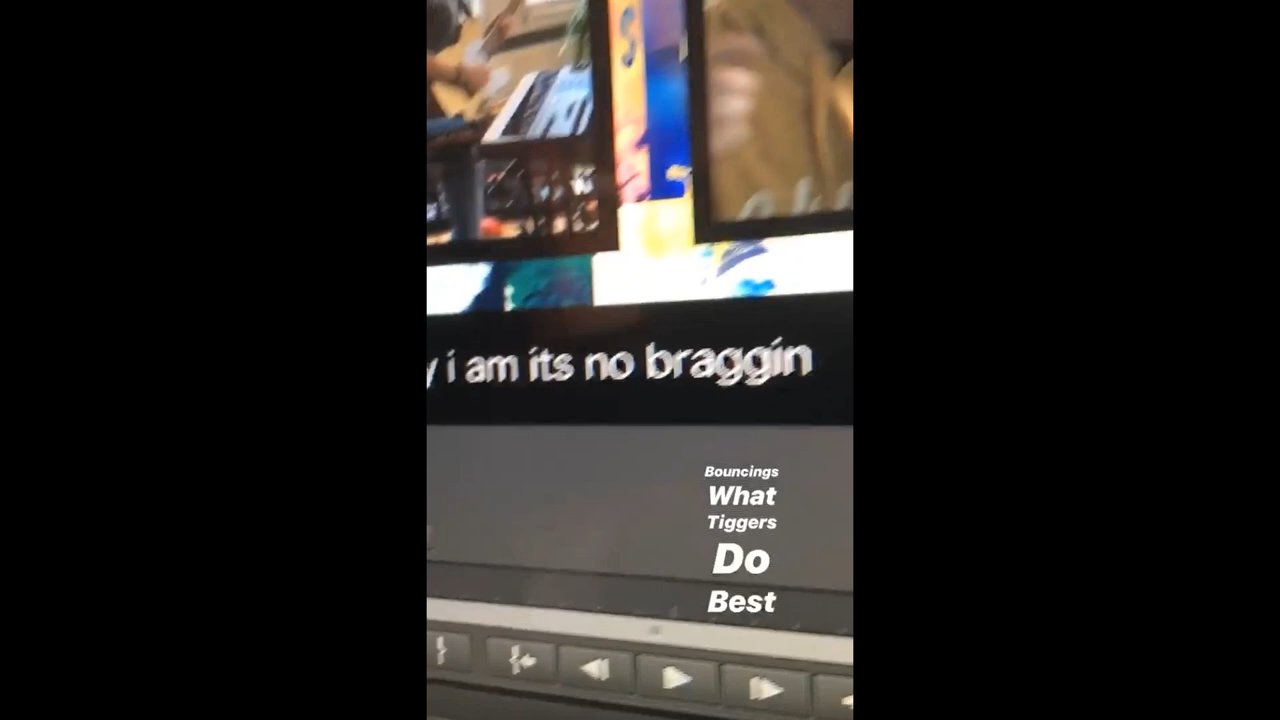 i am its no braggin
Bouncings
What
Tiggers
Do
Best